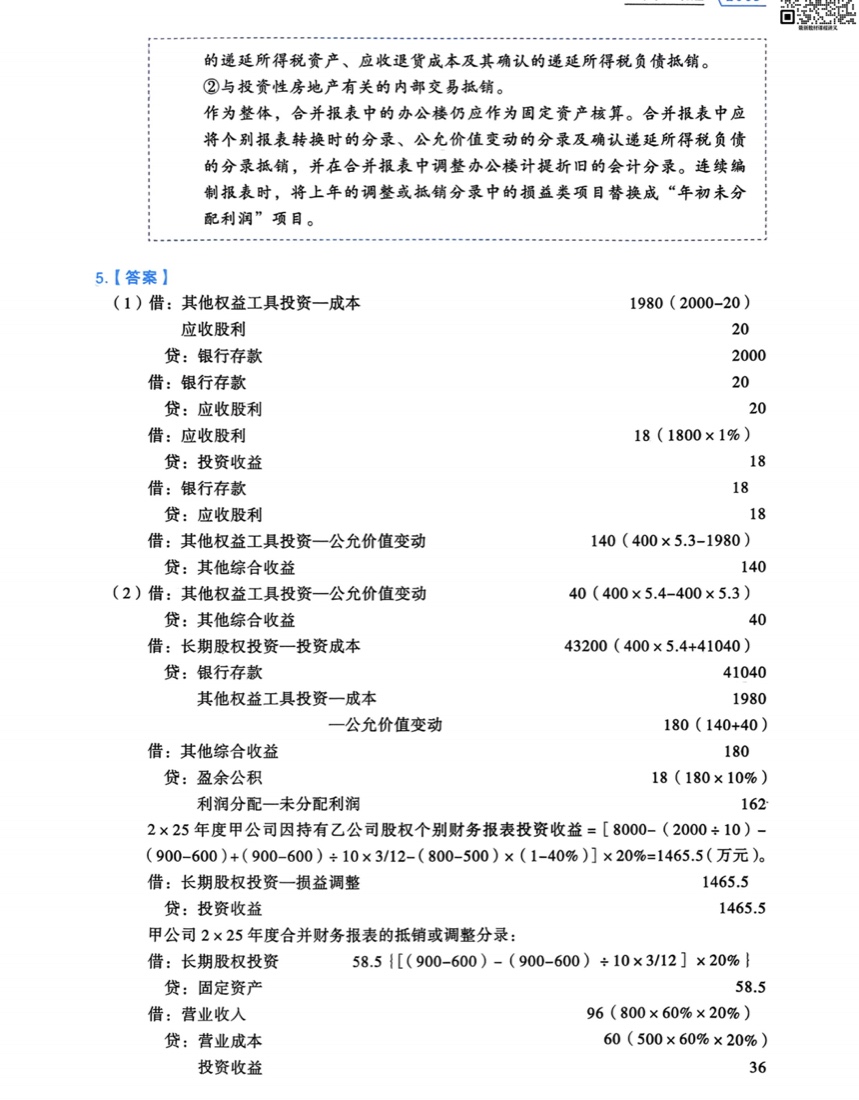 的递延所得税资产、应收退货成本及其确认的递延所得税负债抵销。
②与投资性房地产有关的内部交易抵销。
作为整体，合并报表中的办公楼仍应作为固定资产核算。合并报表中应
将个别报表转换时的分录、公允价值变动的分录及确认递延所得税负债
的分录抵销，并在合并报表中调整办公楼计提折旧的会计分录。连续编
制报表时，将上年的调整或抵销分录中的损益类项目替换成“年初未分
配利润”项目。
5.【答案】
（1）借：其他权益工具投资—成本 1980（2000-20）
应收股利 20
贷：银行存款 2000
借：银行存款 20
贷：应收股利 20
借：应收股利 18（1800×1%）
贷：投资收益 18
借：银行存款 18
贷：应收股利 18
借：其他权益工具投资—公允价值变动 140（400×5.3-1980）
贷：其他综合收益 140
（2）借：其他权益工具投资—公允价值变动 40（400×5.4-400×5.3）
贷：其他综合收益 40
借：长期股权投资—投资成本 43200（400×5.4+41040）
贷：银行存款 41040
其他权益工具投资—成本 1980
—公允价值变动 180（140+40）
借：其他综合收益 180
贷：盈余公积 18（180×10%）
利润分配—未分配利润 162
2×25年度甲公司因持有乙公司股权个别财务报表投资收益=［8000-（2000÷10）-
（900-600）+（900-600）÷10×3/12-（800-500）×（1-40%）］×20%=1465.5（万元）。
借：长期股权投资—损益调整 1465.5
贷：投资收益 1465.5
甲公司2×25年度合并财务报表的抵销或调整分录：
借：长期股权投资 58.5｛［（900-600）-（900-600）÷10×3/12］×20%｝
贷：固定资产 58.5
借：营业收入 96（800×60%×20%）
贷：营业成本 60（500×60%×20%）
投资收益 36